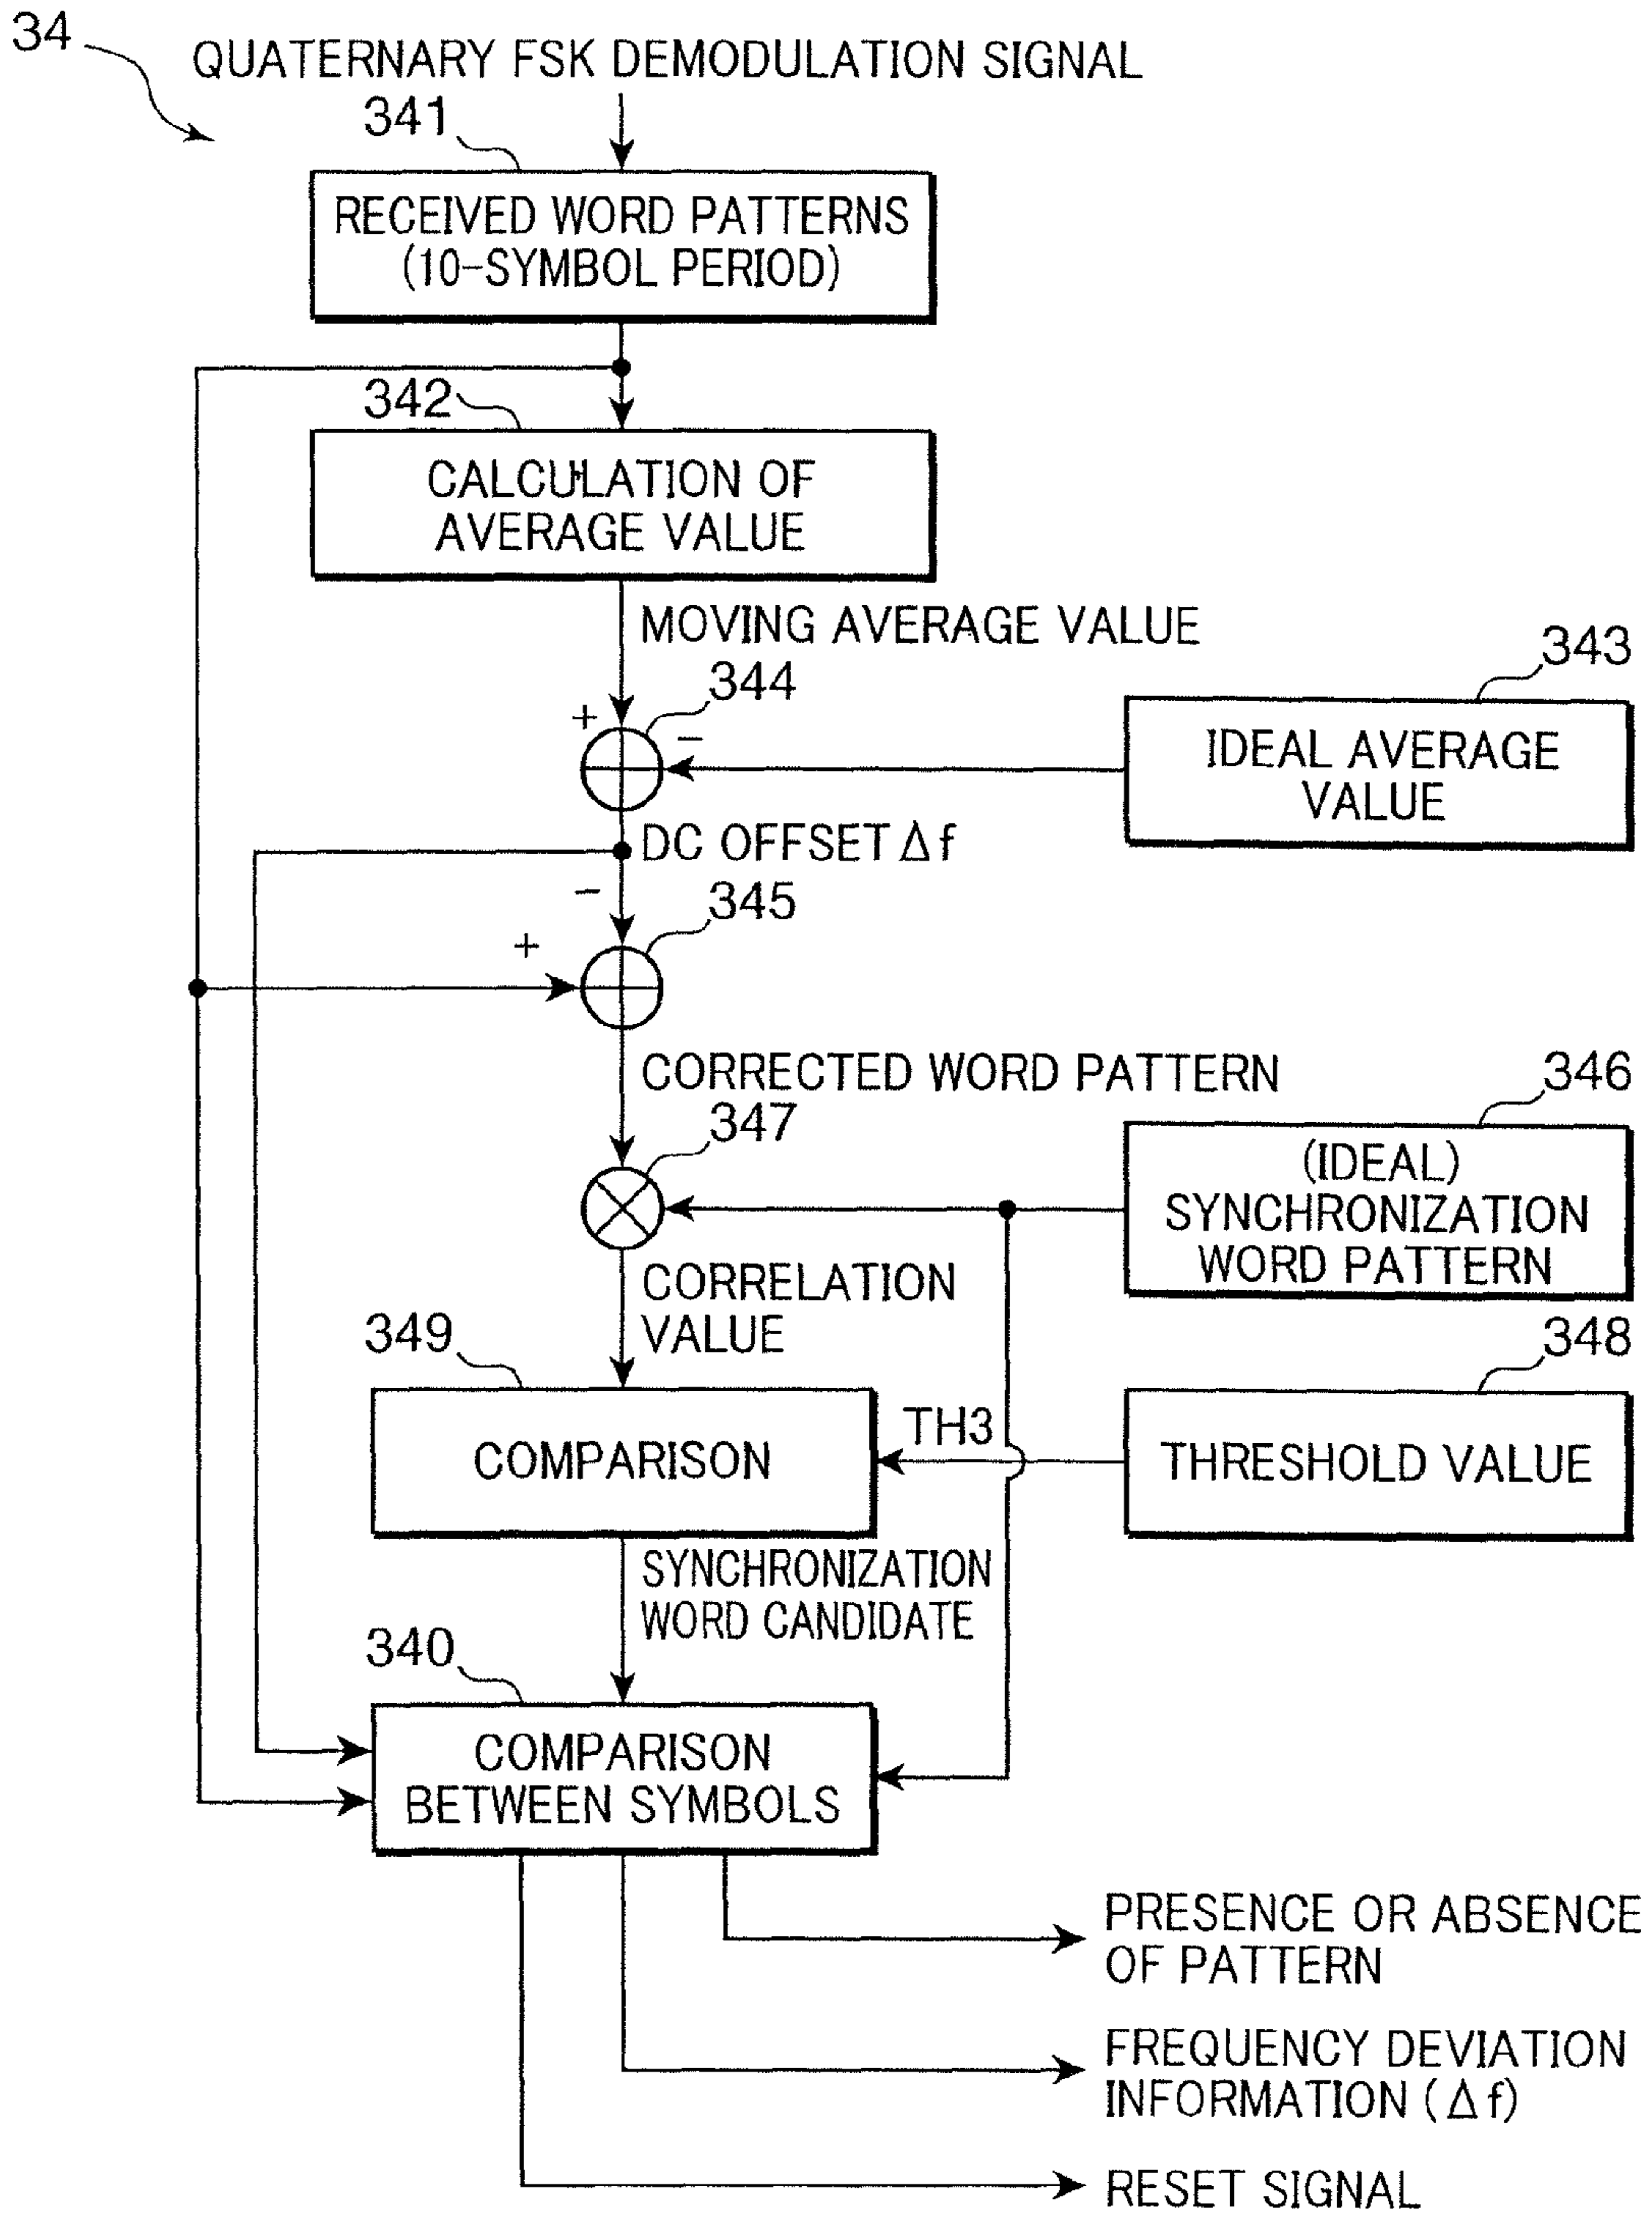 34
QUATERNARY FSK DEMODULATION SIGNAL
341
RECEIVED WORD PATTERNS
(10-SYMBOL PERIOD)
342
CALCULATION OF
AVERAGE VALUE
MOVING AVERAGE VALUE
343
344
+
−
IDEAL AVERAGE
VALUE
DC OFFSET Δf
−
345
+
CORRECTED WORD PATTERN
346
347
(IDEAL)
SYNCHRONIZATION
WORD PATTERN
CORRELATION
VALUE
348
349
TH3
COMPARISON
THRESHOLD VALUE
SYNCHRONIZATION
WORD CANDIDATE
340
COMPARISON
BETWEEN SYMBOLS
PRESENCE OR ABSENCE
OF PATTERN
FREQUENCY DEVIATION
INFORMATION (Δf)
RESET SIGNAL